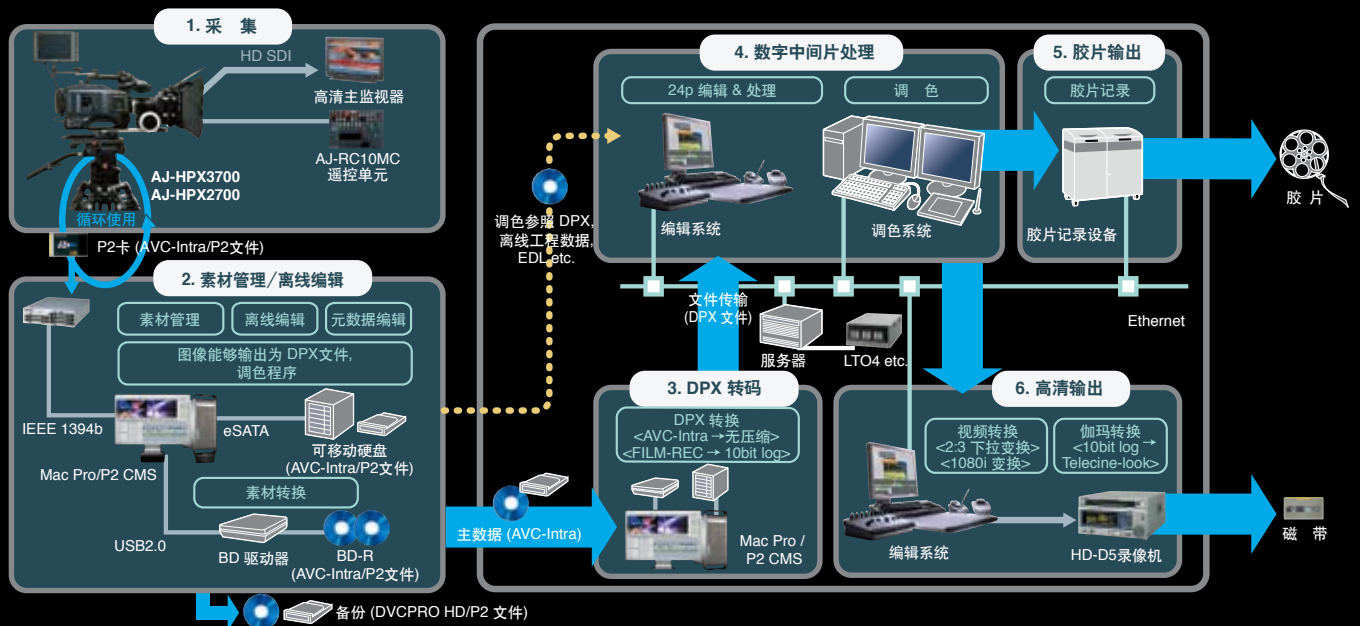 1. 采 集
HD SDI
高清主监视器
AJ-RC10MC
遥控单元
AJ-HPX3700
AJ-HPX2700
循环使用
P2卡 (AVC-Intra/P2文件)
2. 素材管理/离线编辑
素材管理
离线编辑
元数据编辑
图像能够输出为 DPX文件,
调色程序
IEEE 1394b
eSATA
Mac Pro/P2 CMS
可移动硬盘
(AVC-Intra/P2文件)
素材转换
USB2.0
BD 驱动器
BD-R
(AVC-Intra/P2文件)
备份 (DVCPRO HD/P2 文件)
调色参照 DPX,
离线工程数据,
EDL etc.
主数据 (AVC-Intra)
3. DPX 转码
DPX 转换
<AVC-Intra →无压缩>
<FILM-REC → 10bit log>
Mac Pro /
P2 CMS
文件传输
(DPX 文件)
4. 数字中间片处理
24p 编辑 & 处理
调 色
编辑系统
调色系统
服务器
LTO4 etc.
Ethernet
5. 胶片输出
胶片记录
胶片记录设备
胶 片
6. 高清输出
视频转换
<2:3 下拉变换>
<1080i 变换>
伽玛转换
<10bit log →
Telecine-look>
编辑系统
HD-D5录像机
磁 带